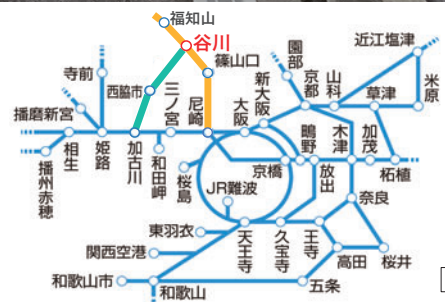 福知山
谷川
篠山口
寺前
西脇市
播磨新宮
三ノ宮
尼崎
大阪
新大阪
園部
京都
山科
近江塩津
米原
草津
播州赤穂
相生
姫路
加古川
和田岬
桜島
京橋
鴫野
放出
木津
加茂
柘植
JR難波
奈良
東羽衣
関西空港
天王寺
久宝寺
王寺
高田
桜井
和歌山市
和歌山
五条